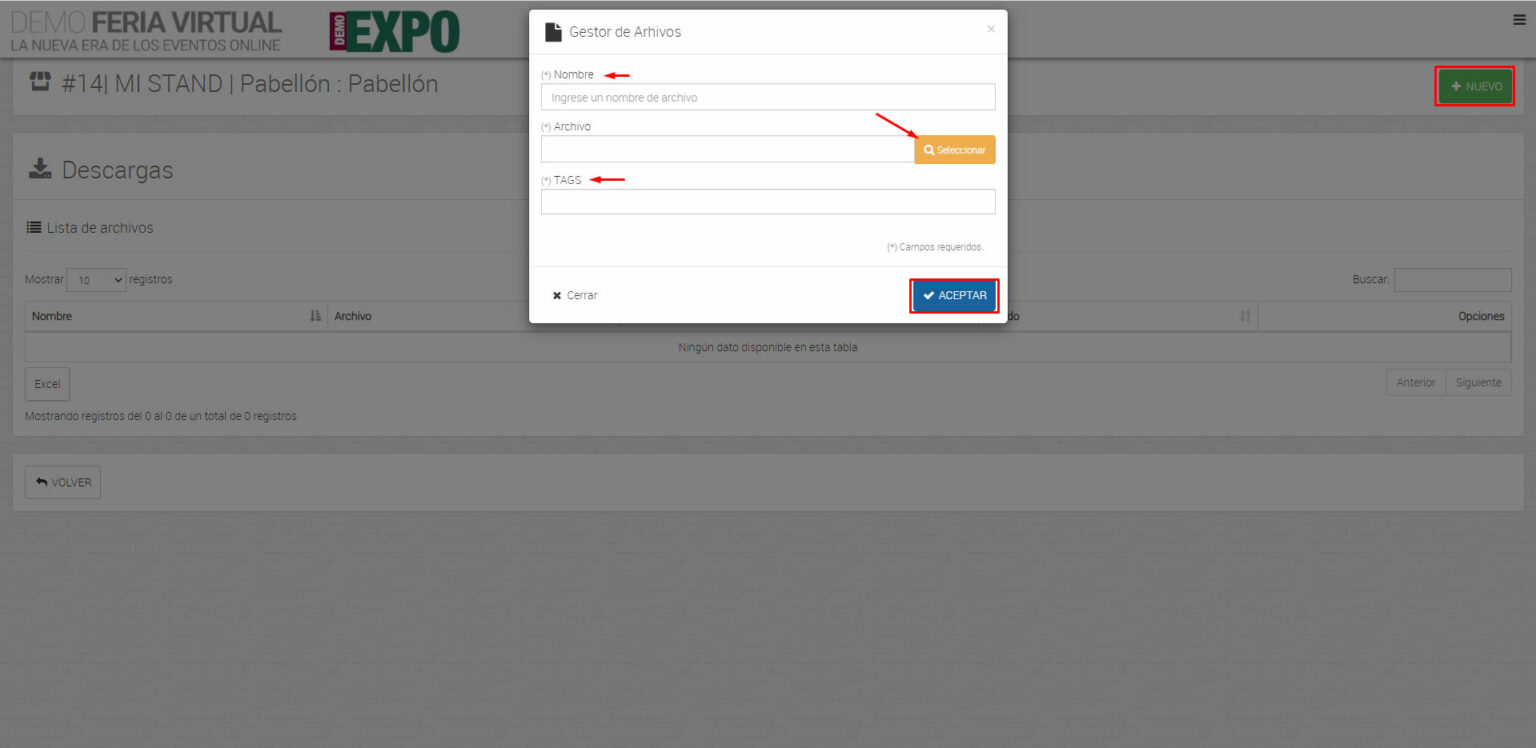 DEMO FERIA VIRTUAL
LA NUEVA ERA DE LOS EVENTOS ONLINE
DEMO EXPO
#14| MI STAND | Pabellón : Pabellón
NUEVO
Gestor de Arhivos
×
(*) Nombre
Ingrese un nombre de archivo
(*) Archivo
Seleccionar
(*) TAGS
(*) Campos requeridos.
Cerrar
ACEPTAR
Descargas
Lista de archivos
Mostrar 10 registros
Buscar:
Nombre Archivo do Opciones
Ningún dato disponible en esta tabla
Excel
Anterior Siguiente
Mostrando registros del 0 al 0 de un total de 0 registros
VOLVER